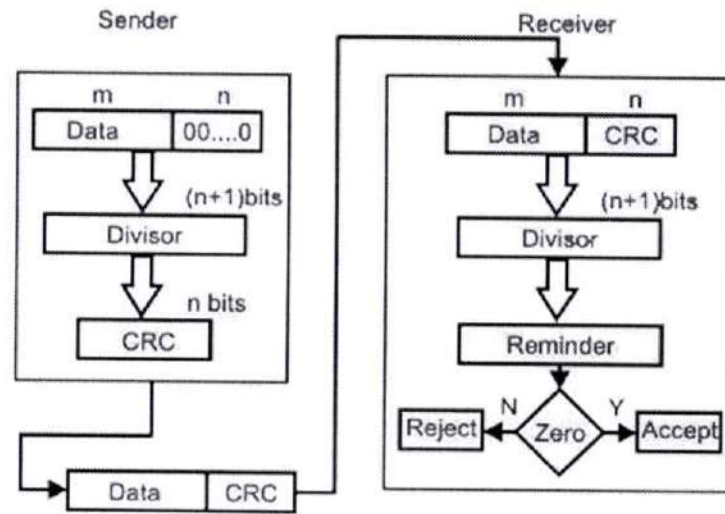 Sender
m n
Data 00....0
(n+1)bits
Divisor
n bits
CRC
Data CRC
Receiver
m n
Data CRC
(n+1)bits
Divisor
Reminder
N Y
Reject Zero Accept